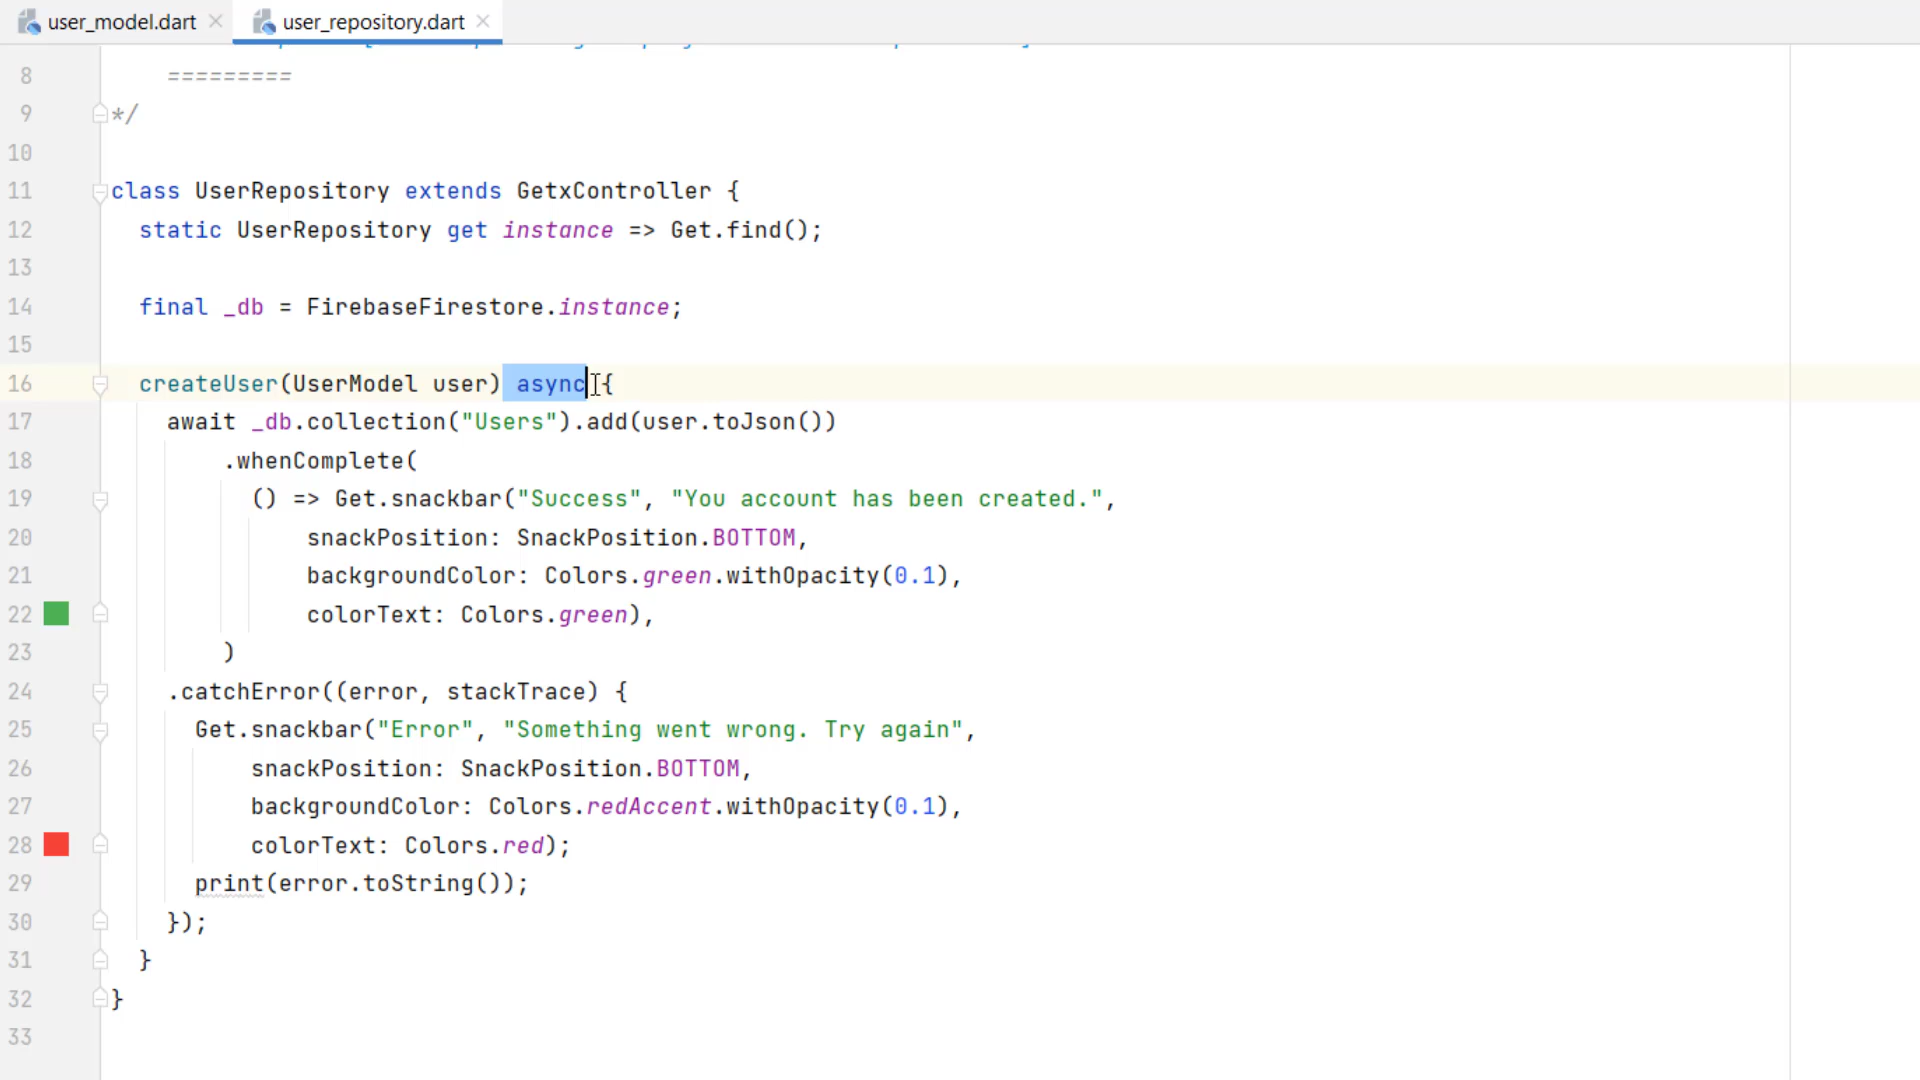 user_model.dart
user_repository.dart
8 =========
9 */
10
11 class UserRepository extends GetxController {
12 static UserRepository get instance => Get.find();
13
14 final _db = FirebaseFirestore.instance;
15
16 createUser(UserModel user) async {
17 await _db.collection("Users").add(user.toJson())
18 .whenComplete(
19 () => Get.snackbar("Success", "You account has been created.",
20 snackPosition: SnackPosition.BOTTOM,
21 backgroundColor: Colors.green.withOpacity(0.1),
22 colorText: Colors.green),
23 )
24 .catchError((error, stackTrace) {
25 Get.snackbar("Error", "Something went wrong. Try again",
26 snackPosition: SnackPosition.BOTTOM,
27 backgroundColor: Colors.redAccent.withOpacity(0.1),
28 colorText: Colors.red);
29 print(error.toString());
30 });
31 }
32 }
33